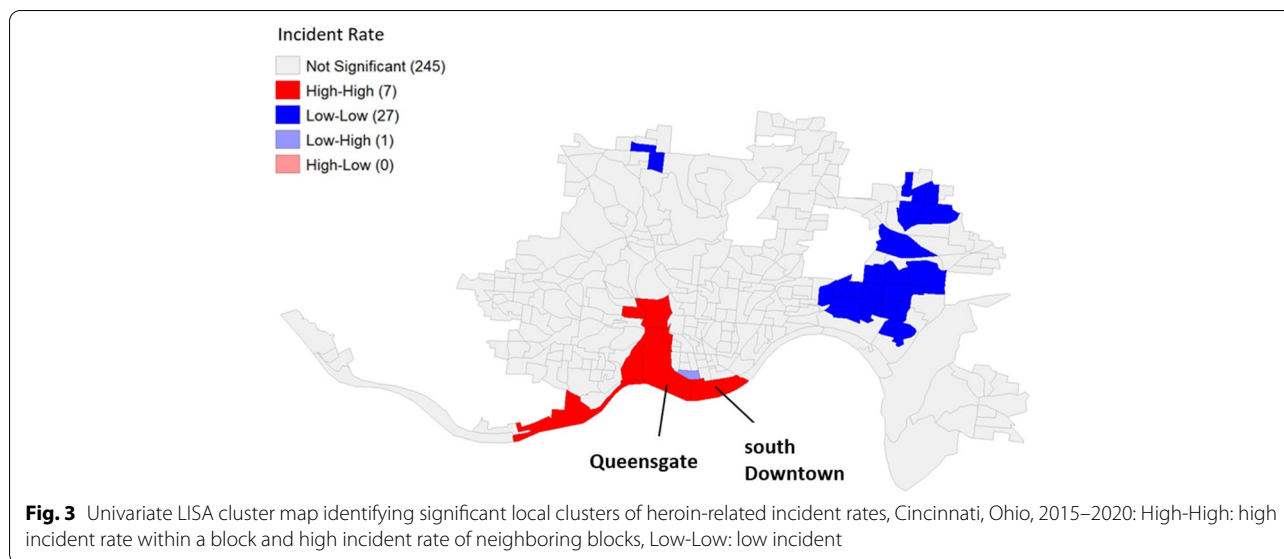 Incident Rate
Not Significant (245)
High-High (7)
Low-Low (27)
Low-High (1)
High-Low (0)
Queensgate
south
Downtown
Fig. 3 Univariate LISA cluster map identifying significant local clusters of heroin-related incident rates, Cincinnati, Ohio, 2015–2020: High-High: high
incident rate within a block and high incident rate of neighboring blocks, Low-Low: low incident